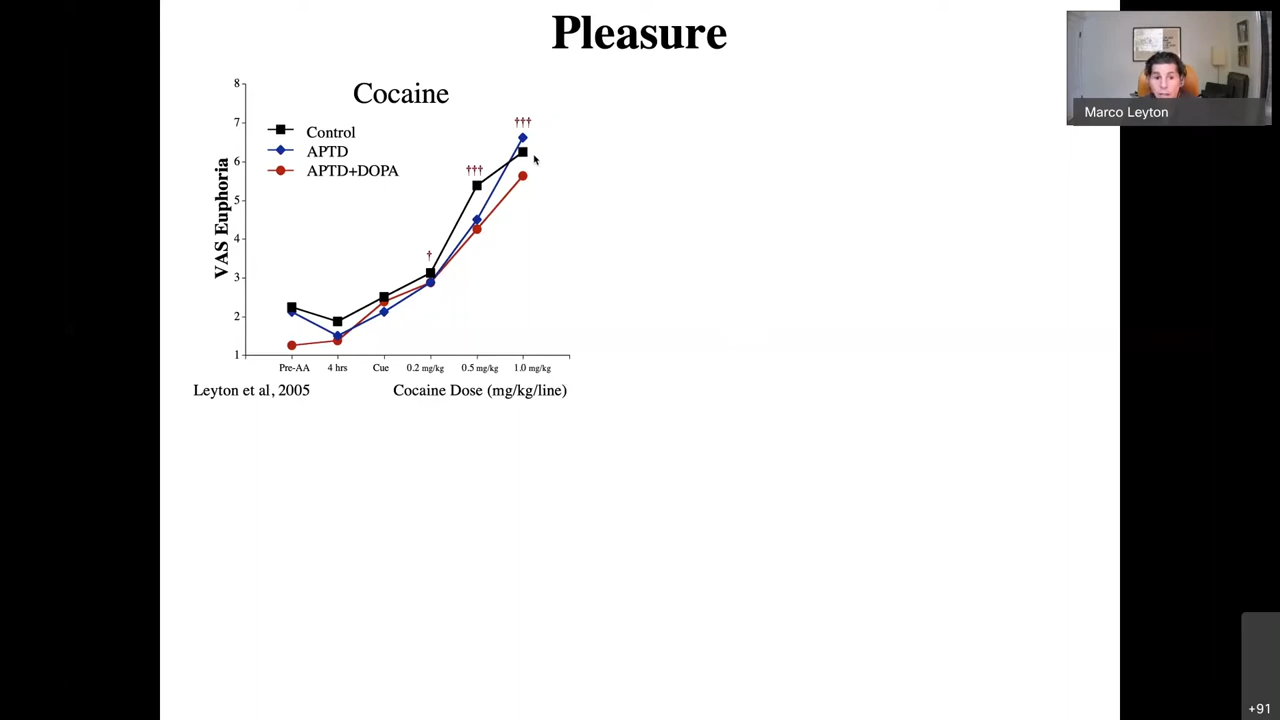 Pleasure
Marco Leyton
Cocaine
Control
APTD
APTD+DOPA
VAS Euphoria
8
7
6
5
4
3
2
1
†
†††
†††
Pre-AA 4 hrs Cue 0.2 mg/kg 0.5 mg/kg 1.0 mg/kg
Leyton et al, 2005 Cocaine Dose (mg/kg/line)
+91